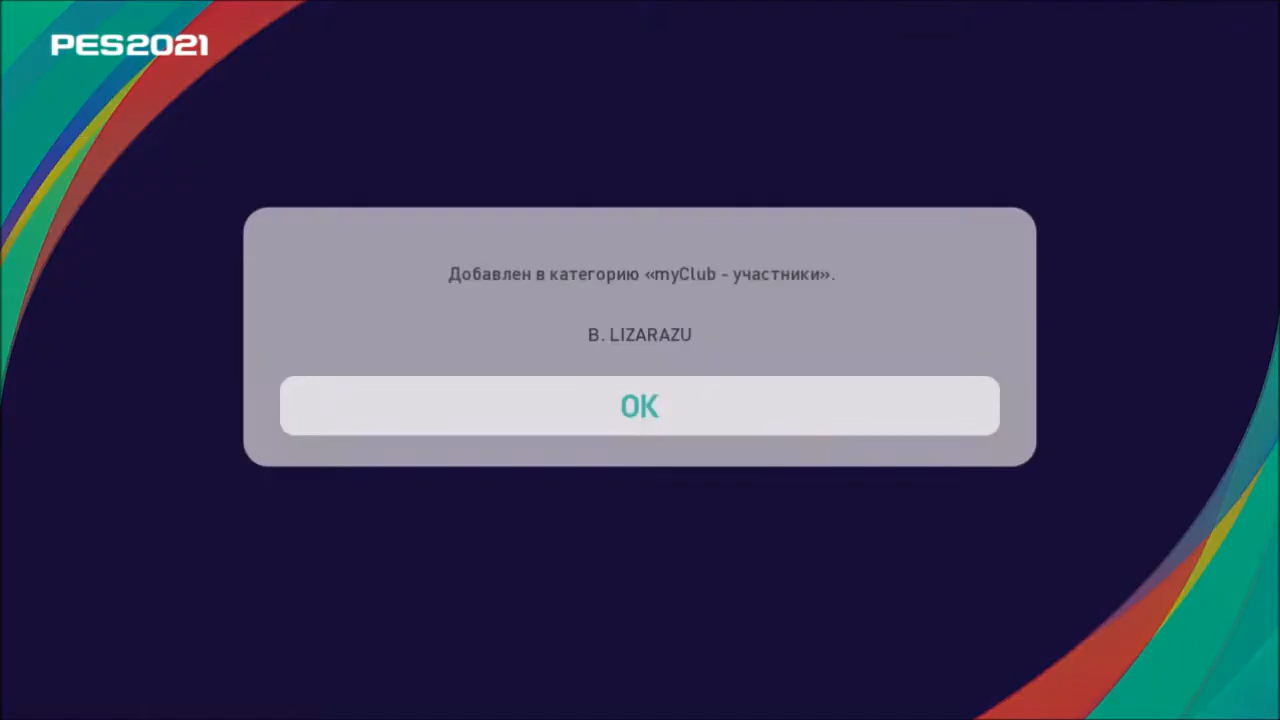 PES2021
Добавлен в категорию «myClub - участники».
B. LIZARAZU
OK